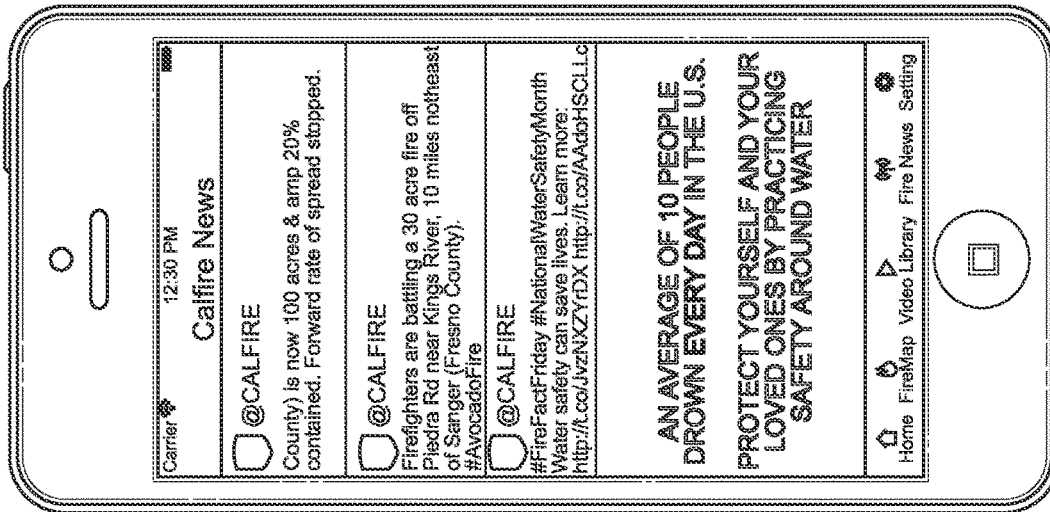 Carrier 12:30 PM
Calfire News
@CALFIRE
County) is now 100 acres & amp 20%
contained. Forward rate of spread stopped.
@CALFIRE
Firefighters are battling a 30 acre fire off
Piedra Rd near Kings River, 10 miles notheast
of Sanger (Fresno County).
#AvocadoFire
@CALFIRE
#FireFactFriday #NationalWaterSafetyMonth
Water safety can save lives. Learn more:
http://t.co/JvzNXZYrDX http://t.co/AAdoHSCLLc
AN AVERAGE OF 10 PEOPLE
DROWN EVERY DAY IN THE U.S.
PROTECT YOURSELF AND YOUR
LOVED ONES BY PRACTICING
SAFETY AROUND WATER
Home FireMap Video Library Fire News Setting